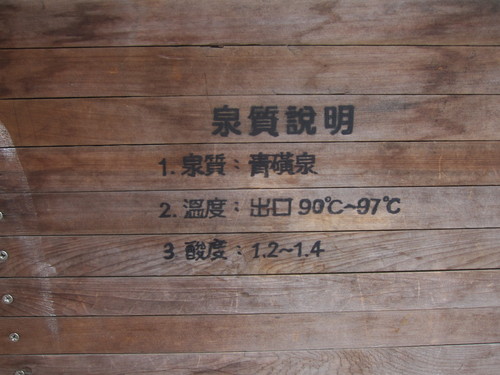 泉質說明
1. 泉質：青磺泉
2. 溫度：出口 90℃~97℃
3 酸度：1.2~1.4